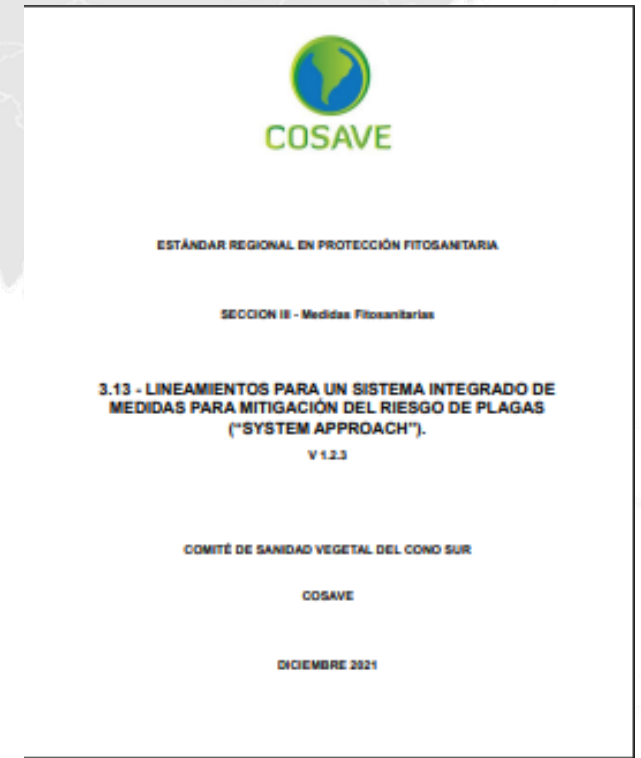 COSAVE
ESTÁNDAR REGIONAL EN PROTECCIÓN FITOSANITARIA
SECCION III - Medidas Fitosanitarias
3.13 - LINEAMIENTOS PARA UN SISTEMA INTEGRADO DE
MEDIDAS PARA MITIGACIÓN DEL RIESGO DE PLAGAS
("SYSTEM APPROACH").
V 1.2.3
COMITÉ DE SANIDAD VEGETAL DEL CONO SUR
COSAVE
DICIEMBRE 2021